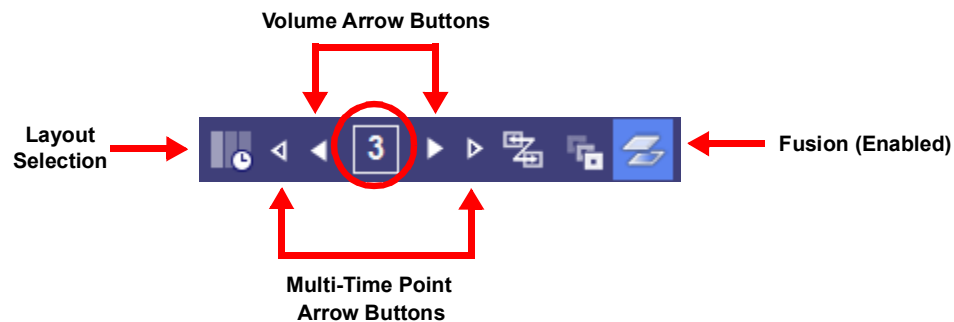 Volume Arrow Buttons
Layout
Selection
3
Fusion (Enabled)
Multi-Time Point
Arrow Buttons